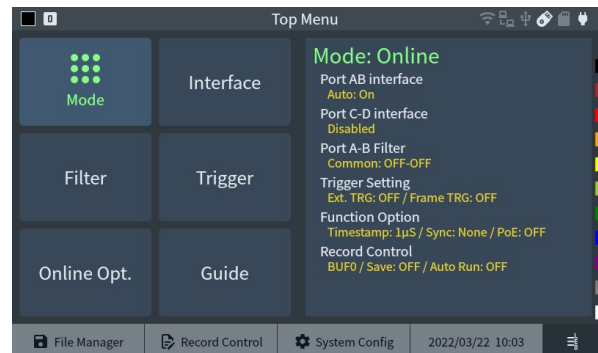 0
Top Menu
Mode
Interface
Filter
Trigger
Online Opt.
Guide
Mode: Online
Port AB interface
Auto: On
Port C-D interface
Disabled
Port A-B Filter
Common: OFF-OFF
Trigger Setting
Ext. TRG: OFF / Frame TRG: OFF
Function Option
Timestamp: 1µS / Sync: None / PoE: OFF
Record Control
BUF0 / Save: OFF / Auto Run: OFF
File Manager
Record Control
System Config
2022/03/22 10:03